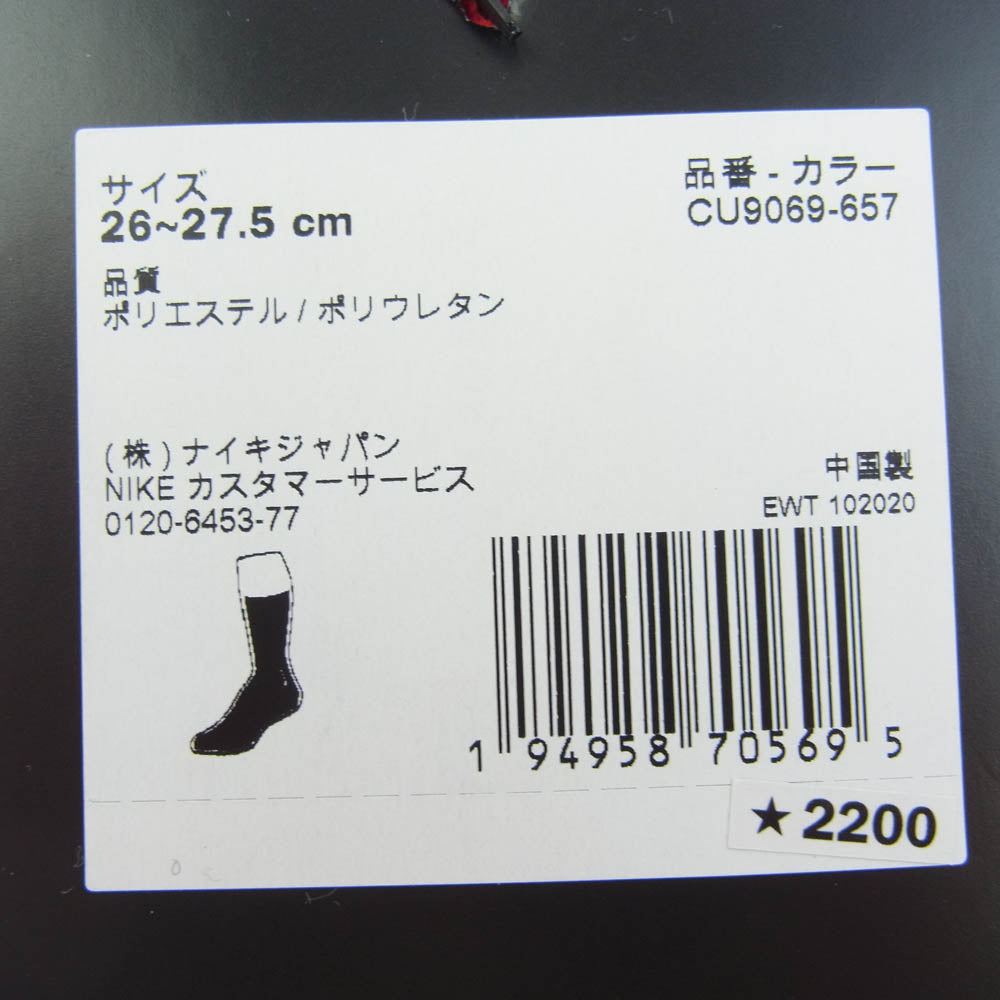 サイズ
26~27.5 cm
品番 - カラー
CU9069-657
品質
ポリエステル / ポリウレタン
(株) ナイキジャパン
NIKE カスタマーサービス
0120-6453-77
中国製
EWT 102020
1 94958 70569 5
★2200